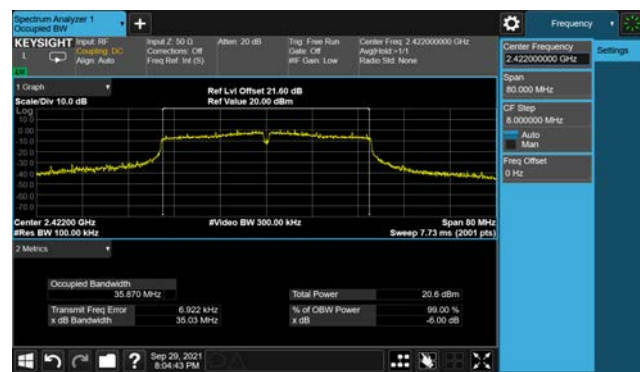 Spectrum Analyzer 1
Occupied BW
Frequency
KEYSIGHT
L
Input: RF
Coupling: DC
Align: Auto
Input Z: 50 Ω
Corrections: Off
Freq Ref: Int (S)
Atten: 20 dB
Trig: Free Run
Gate: Off
#IF Gain: Low
Center Freq: 2.422000000 GHz
Avg|Hold:>1/1
Radio Std: None
Center Frequency
2.422000000 GHz
Settings
Span
80.000 MHz
CF Step
8.000000 MHz
Auto
Man
Freq Offset
0 Hz
1 Graph
Scale/Div 10.0 dB
Ref Lvl Offset 21.60 dB
Ref Value 20.00 dBm
Log
10.0
0.00
-10.0
-20.0
-30.0
-40.0
-50.0
-60.0
-70.0
Center 2.42200 GHz
#Res BW 100.00 kHz
#Video BW 300.00 kHz
Span 80 MHz
Sweep 7.73 ms (2001 pts)
2 Metrics
Occupied Bandwidth
35.870 MHz
Total Power
20.6 dBm
Transmit Freq Error
6.922 kHz
% of OBW Power
99.00 %
x dB Bandwidth
35.03 MHz
x dB
-6.00 dB
?
Sep 29, 2021
8:04:43 PM